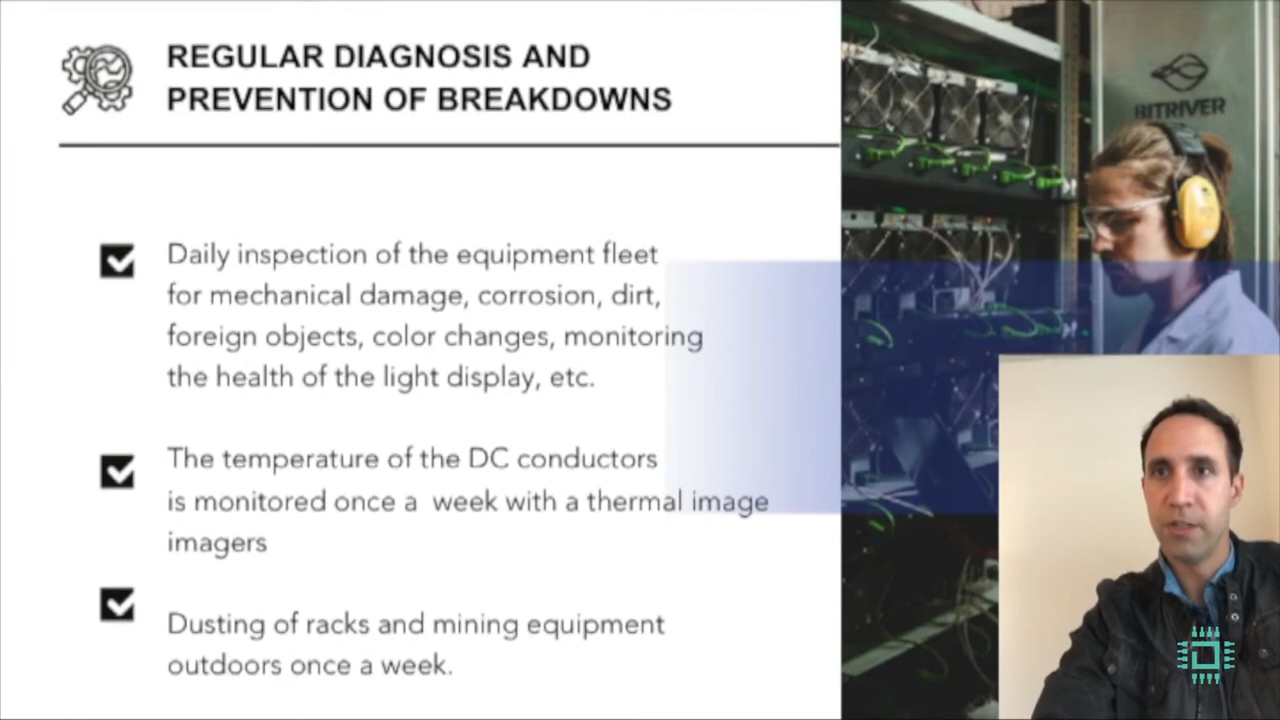 REGULAR DIAGNOSIS AND
PREVENTION OF BREAKDOWNS
BITRIVER
Daily inspection of the equipment fleet
for mechanical damage, corrosion, dirt,
foreign objects, color changes, monitoring
the health of the light display, etc.
The temperature of the DC conductors
is monitored once a week with a thermal image
imagers
Dusting of racks and mining equipment
outdoors once a week.